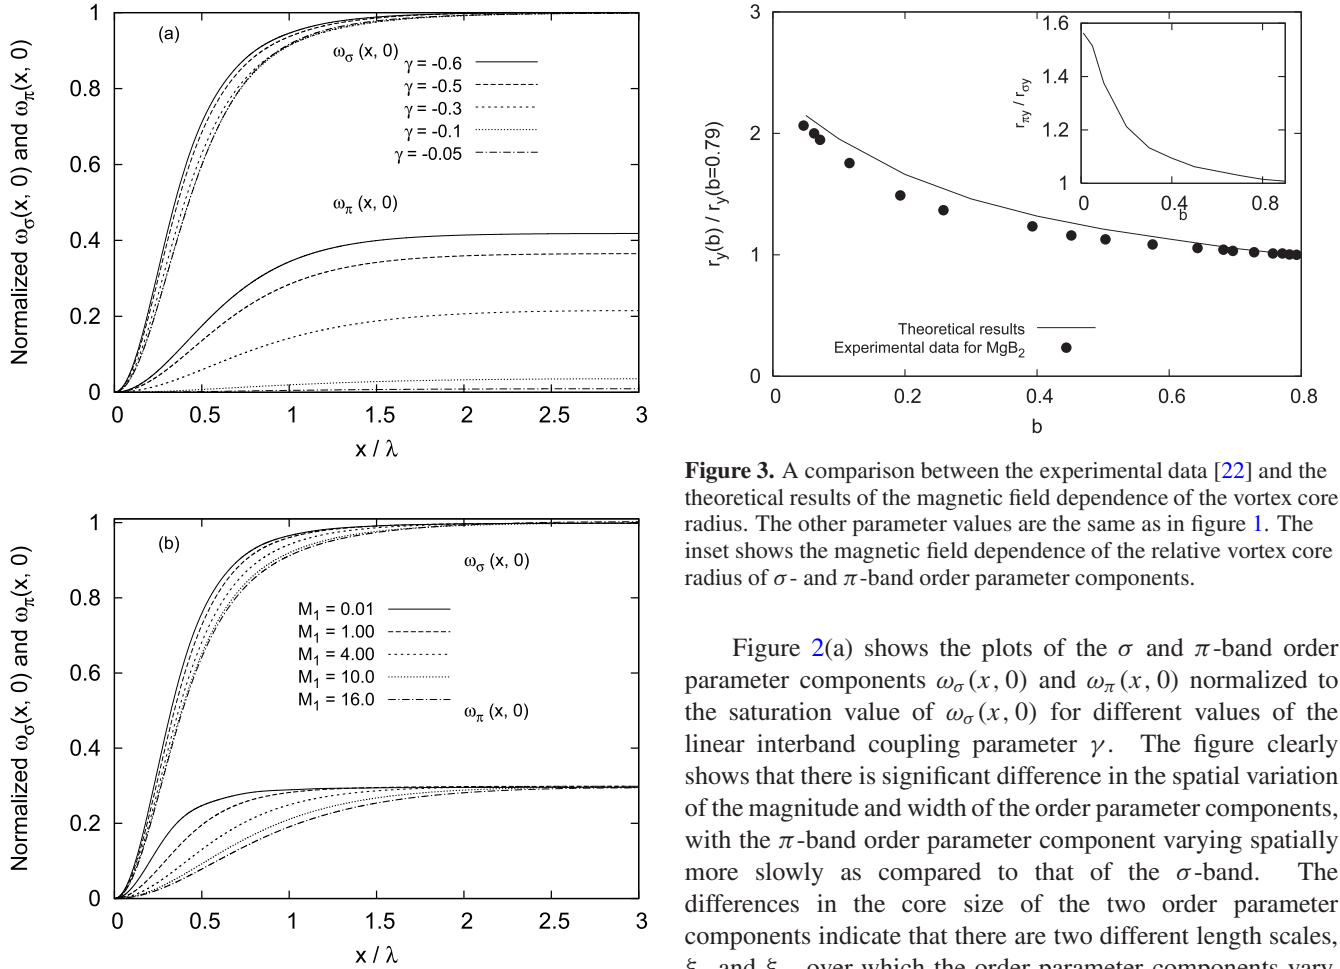 Normalized ωσ(x, 0) and ωπ(x, 0)
(a)
ωσ (x, 0)
γ = -0.6
γ = -0.5
γ = -0.3
γ = -0.1
γ = -0.05
ωπ (x, 0)
1
0.8
0.6
0.4
0.2
0
0 0.5 1 1.5 2 2.5 3
x / λ
Normalized ωσ(x, 0) and ωπ(x, 0)
(b)
ωσ (x, 0)
M1 = 0.01
M1 = 1.00
M1 = 4.00
M1 = 10.0
M1 = 16.0
ωπ (x, 0)
1
0.8
0.6
0.4
0.2
0
0 0.5 1 1.5 2 2.5 3
x / λ
ry(b) / ry(b=0.79)
3
2
1
0
0 0.2 0.4 0.6 0.8
b
Theoretical results
Experimental data for MgB2
rπy / rσy
1.6
1.4
1.2
1
0 0.4 0.8
b
Figure 3. A comparison between the experimental data [22] and the
theoretical results of the magnetic field dependence of the vortex core
radius. The other parameter values are the same as in figure 1. The
inset shows the magnetic field dependence of the relative vortex core
radius of σ- and π-band order parameter components.
Figure 2(a) shows the plots of the σ and π-band order
parameter components ωσ(x, 0) and ωπ(x, 0) normalized to
the saturation value of ωσ(x, 0) for different values of the
linear interband coupling parameter γ. The figure clearly
shows that there is significant difference in the spatial variation
of the magnitude and width of the order parameter components,
with the π-band order parameter component varying spatially
more slowly as compared to that of the σ-band. The
differences in the core size of the two order parameter
components indicate that there are two different length scales,
and over which the order parameter components vary